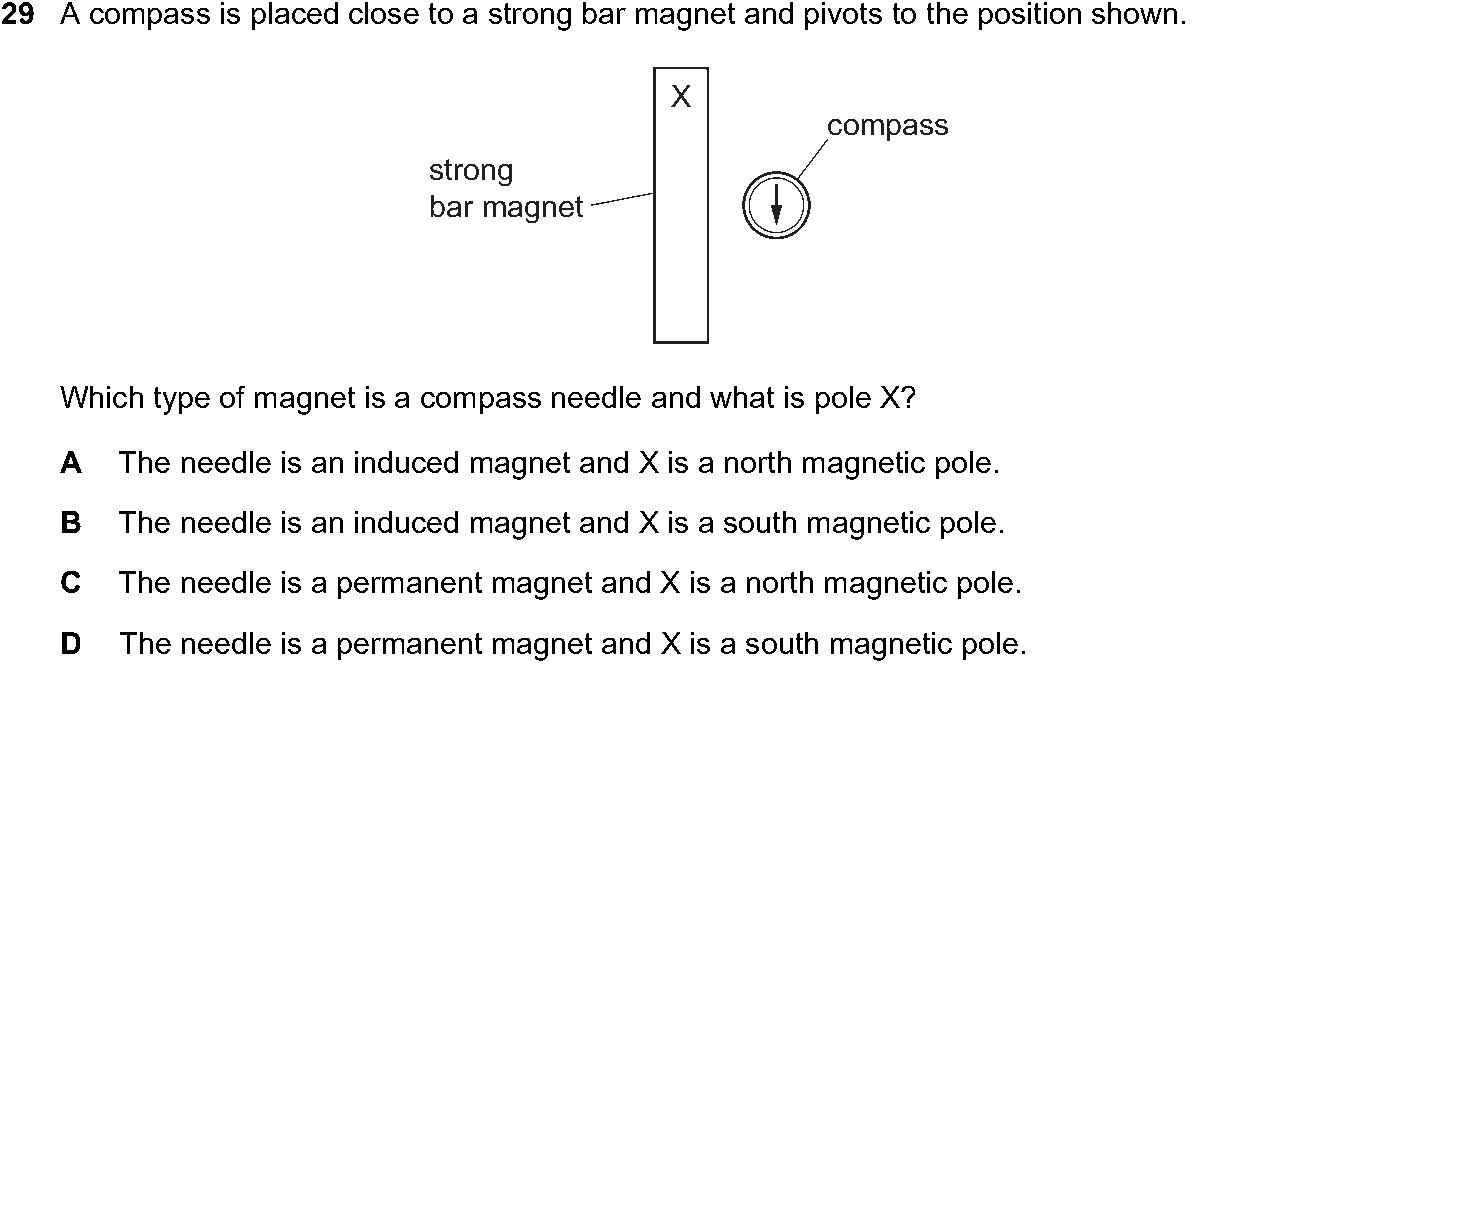 29 A compass is placed close to a strong bar magnet and pivots to the position shown.
X
compass
strong
bar magnet
Which type of magnet is a compass needle and what is pole X?
A The needle is an induced magnet and X is a north magnetic pole.
B The needle is an induced magnet and X is a south magnetic pole.
C The needle is a permanent magnet and X is a north magnetic pole.
D The needle is a permanent magnet and X is a south magnetic pole.